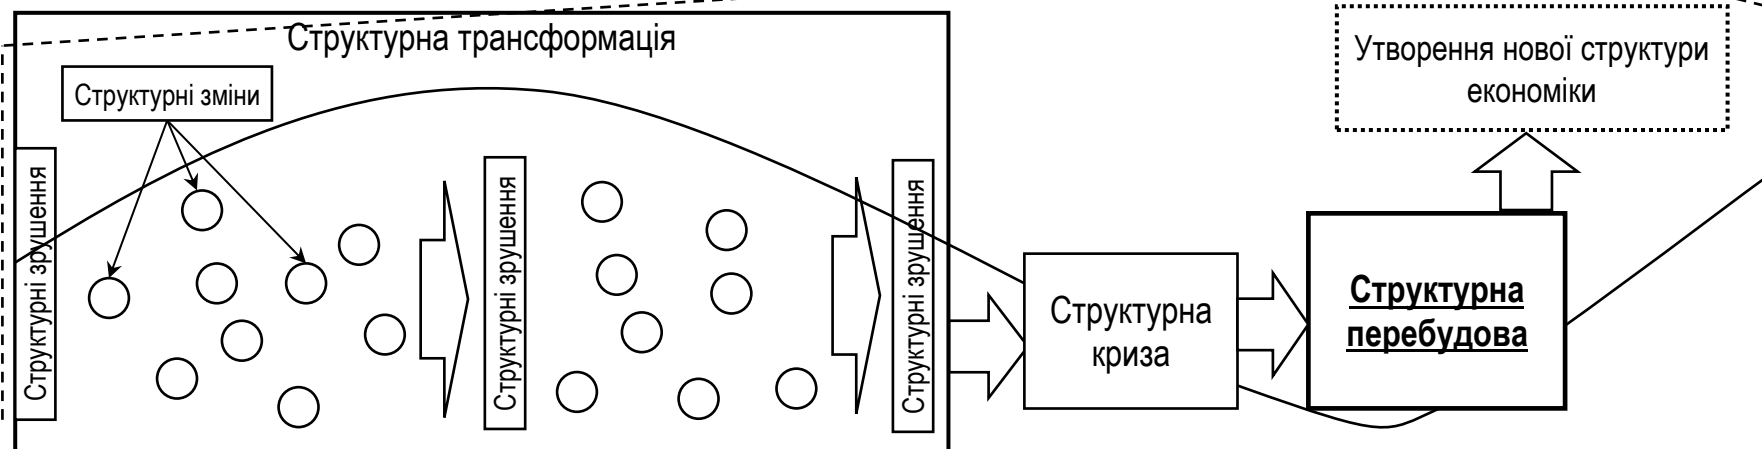 Структурна трансформація
Структурні зміни
Структурні зрушення
Структурні зрушення
Структурні зрушення
Структурна
криза
Структурна
перебудова
Утворення нової структури
економіки